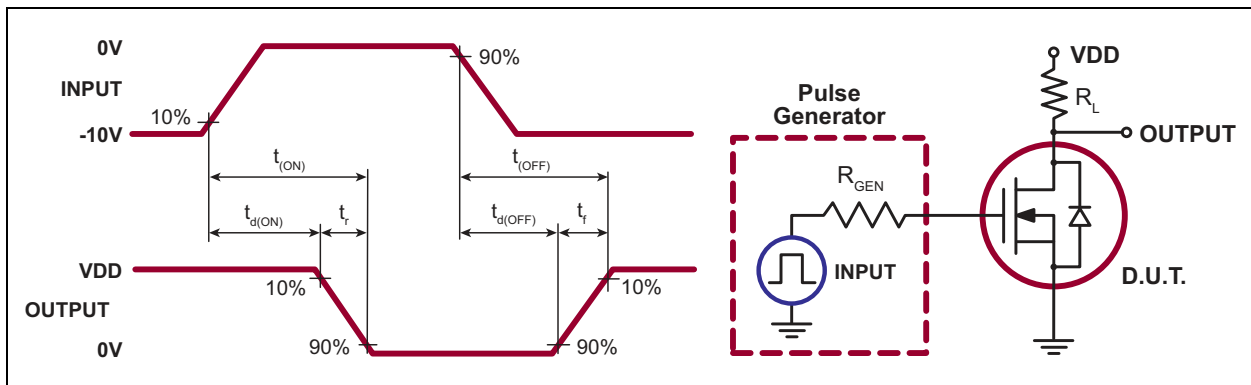 0V
INPUT
-10V
10%
90%
t(ON)
t(OFF)
td(ON)
tr
td(OFF)
tf
VDD
OUTPUT
0V
10%
90%
90%
10%
Pulse
Generator
RGEN
INPUT
VDD
RL
OUTPUT
D.U.T.